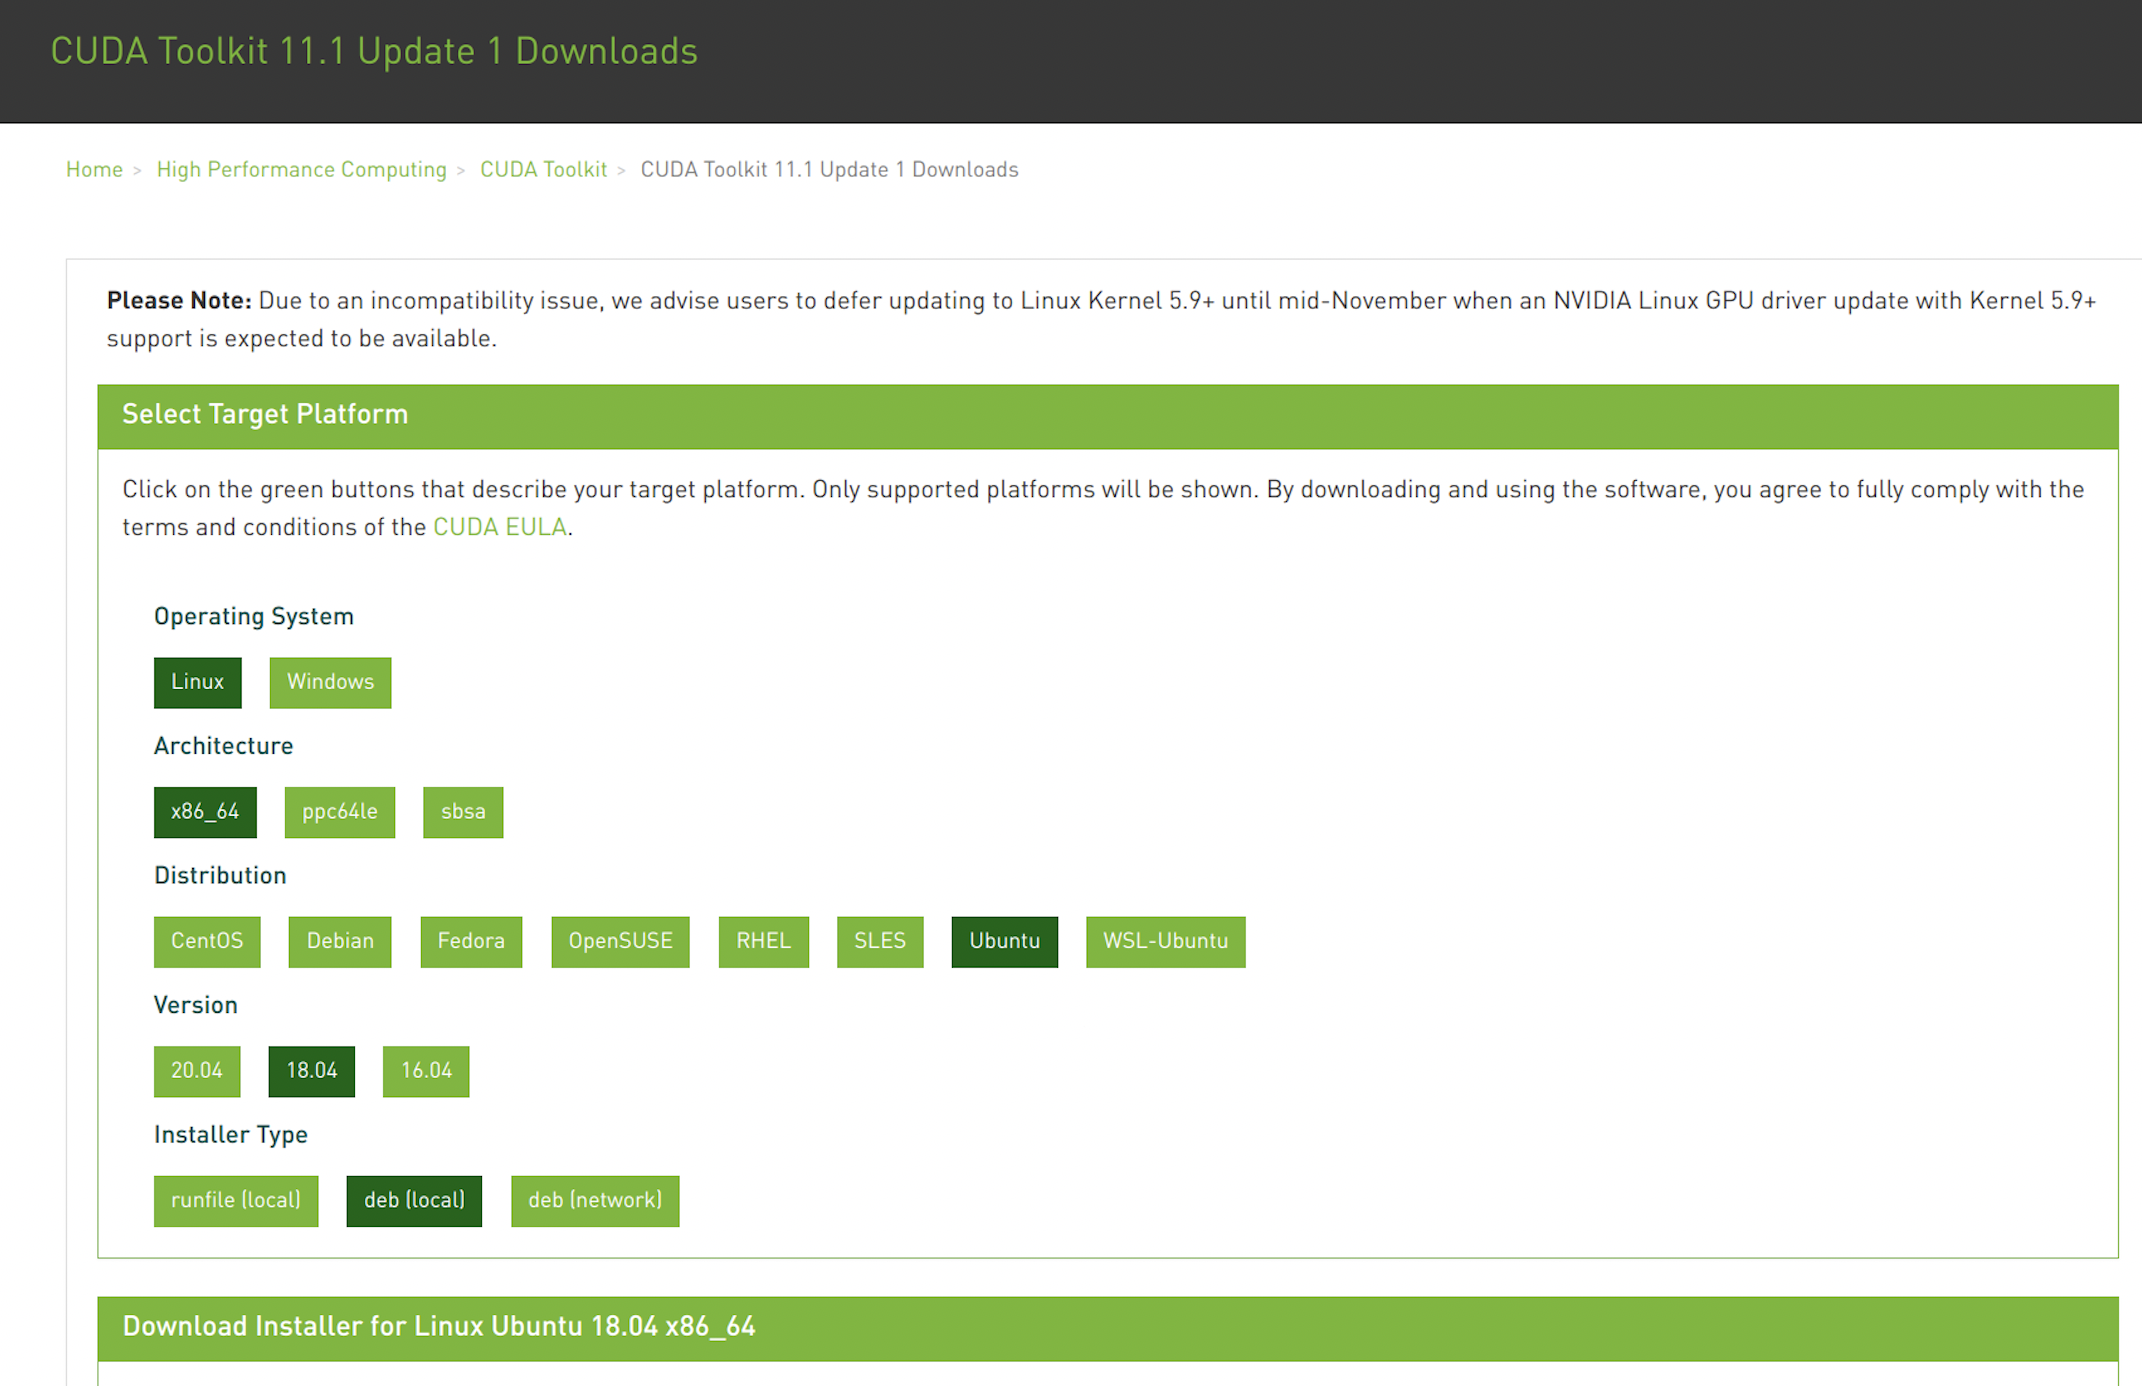 CUDA Toolkit 11.1 Update 1 Downloads
Home > High Performance Computing > CUDA Toolkit > CUDA Toolkit 11.1 Update 1 Downloads
Please Note: Due to an incompatibility issue, we advise users to defer updating to Linux Kernel 5.9+ until mid-November when an NVIDIA Linux GPU driver update with Kernel 5.9+
support is expected to be available.
Select Target Platform
Click on the green buttons that describe your target platform. Only supported platforms will be shown. By downloading and using the software, you agree to fully comply with the
terms and conditions of the CUDA EULA.
Operating System
Linux Windows
Architecture
x86_64 ppc64le sbsa
Distribution
CentOS Debian Fedora OpenSUSE RHEL SLES Ubuntu WSL-Ubuntu
Version
20.04 18.04 16.04
Installer Type
runfile (local) deb (local) deb (network)
Download Installer for Linux Ubuntu 18.04 x86_64